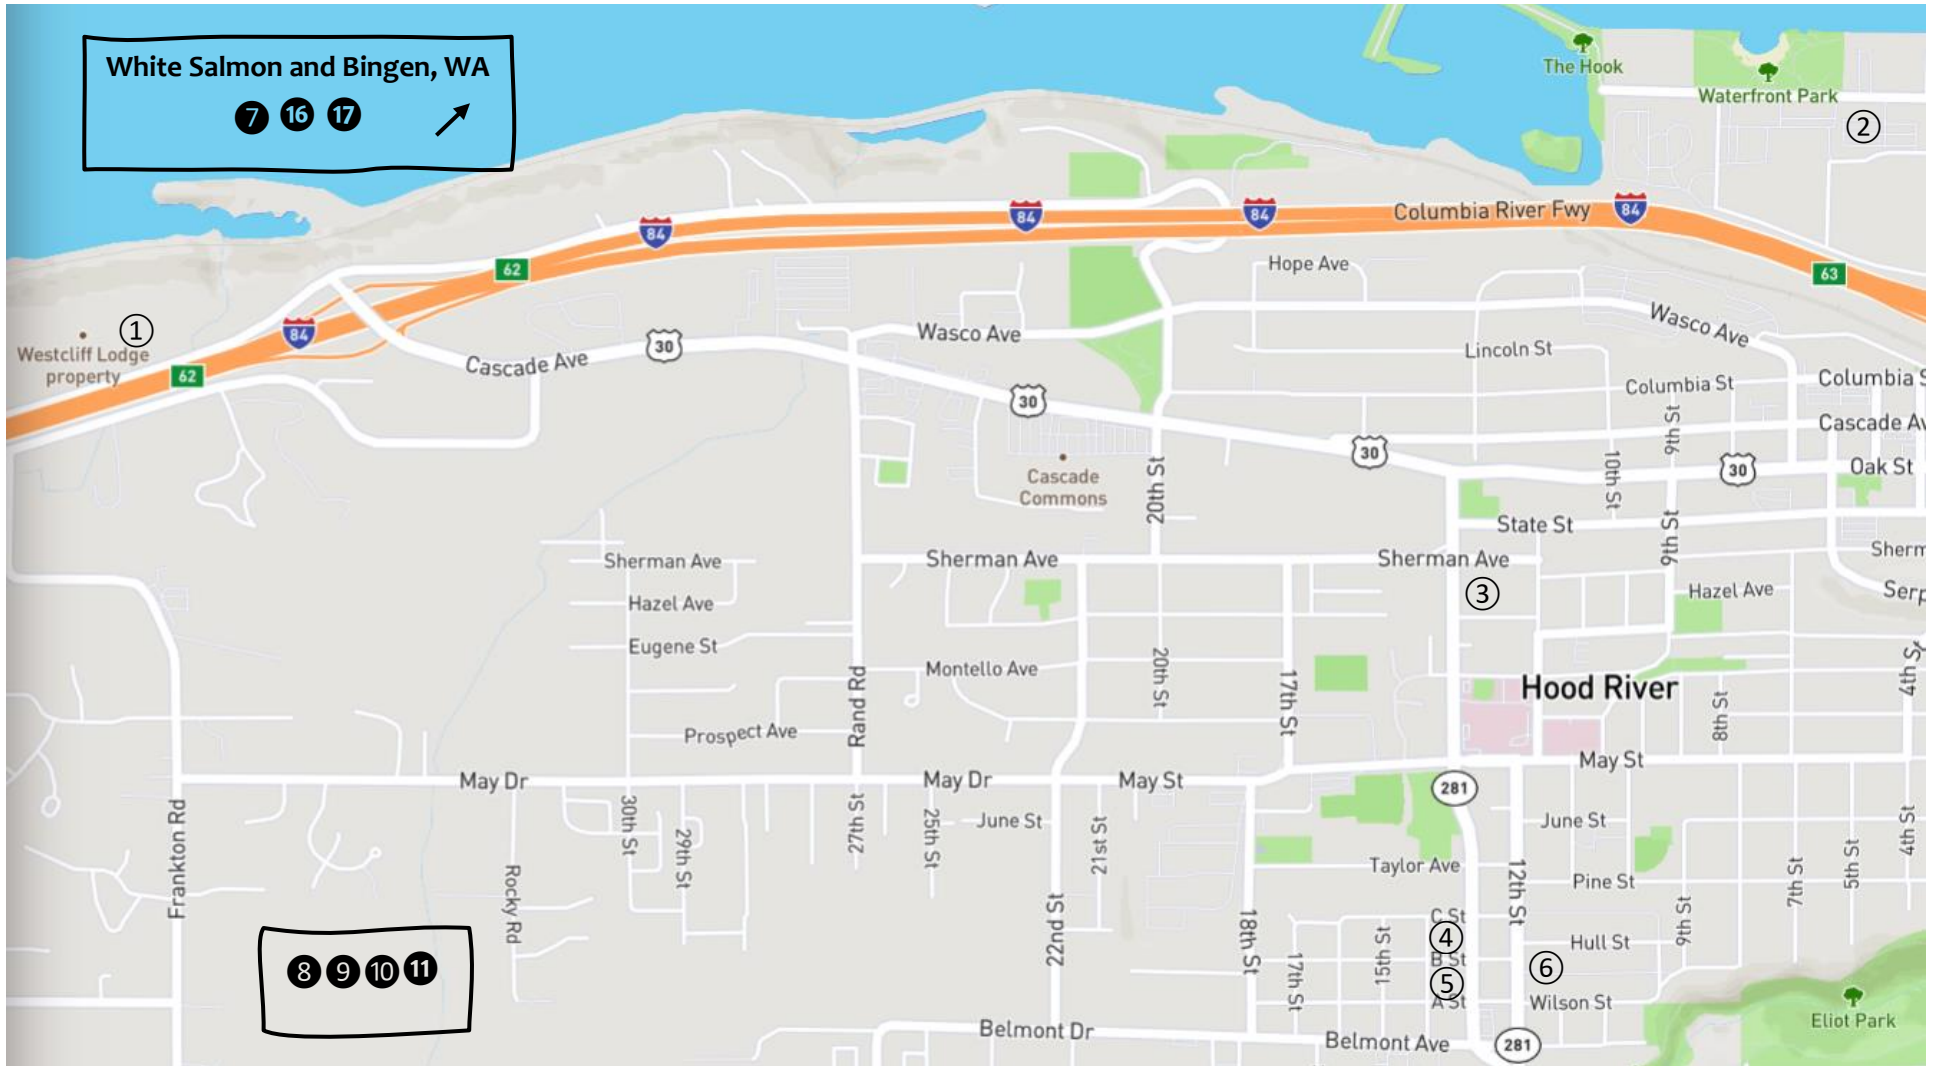 White Salmon and Bingen, WA
7 16 17
The Hook
Waterfront Park
2
84
84
84
Columbia River Fwy
84
62
Hope Ave
63
1
84
Westcliff Lodge
property
62
Cascade Ave
30
Wasco Ave
Wasco Ave
Lincoln St
Columbia St
Columbia S
30
9th St
Cascade Av
30
10th St
30
Oak St
Cascade
Commons
20th St
State St
9th St
Sherman Ave
Sherman Ave
Sherman Ave
Sherm
Hazel Ave
3
Hazel Ave
Serp
Eugene St
Montello Ave
20th St
17th St
Hood River
4th St
Rand Rd
8th St
Prospect Ave
May Dr
May Dr
May St
May St
281
Frankton Rd
30th St
29th St
27th St
25th St
June St
21st St
June St
4th St
Rocky Rd
Taylor Ave
12th St
Pine St
7th St
5th St
22nd St
18th St
C St
4
9th St
Hull St
17th St
15th St
B St
6
8 9 10 11
5
A St
Wilson St
Eliot Park
Belmont Dr
Belmont Ave
281